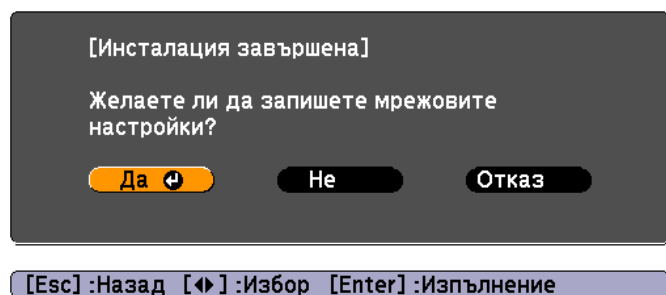 [Инсталация завършена]
Желаете ли да запишете мрежовите
настройки?
Да Не Отказ
[Esc] :Назад [◆] :Избор [Enter] :Изпълнение